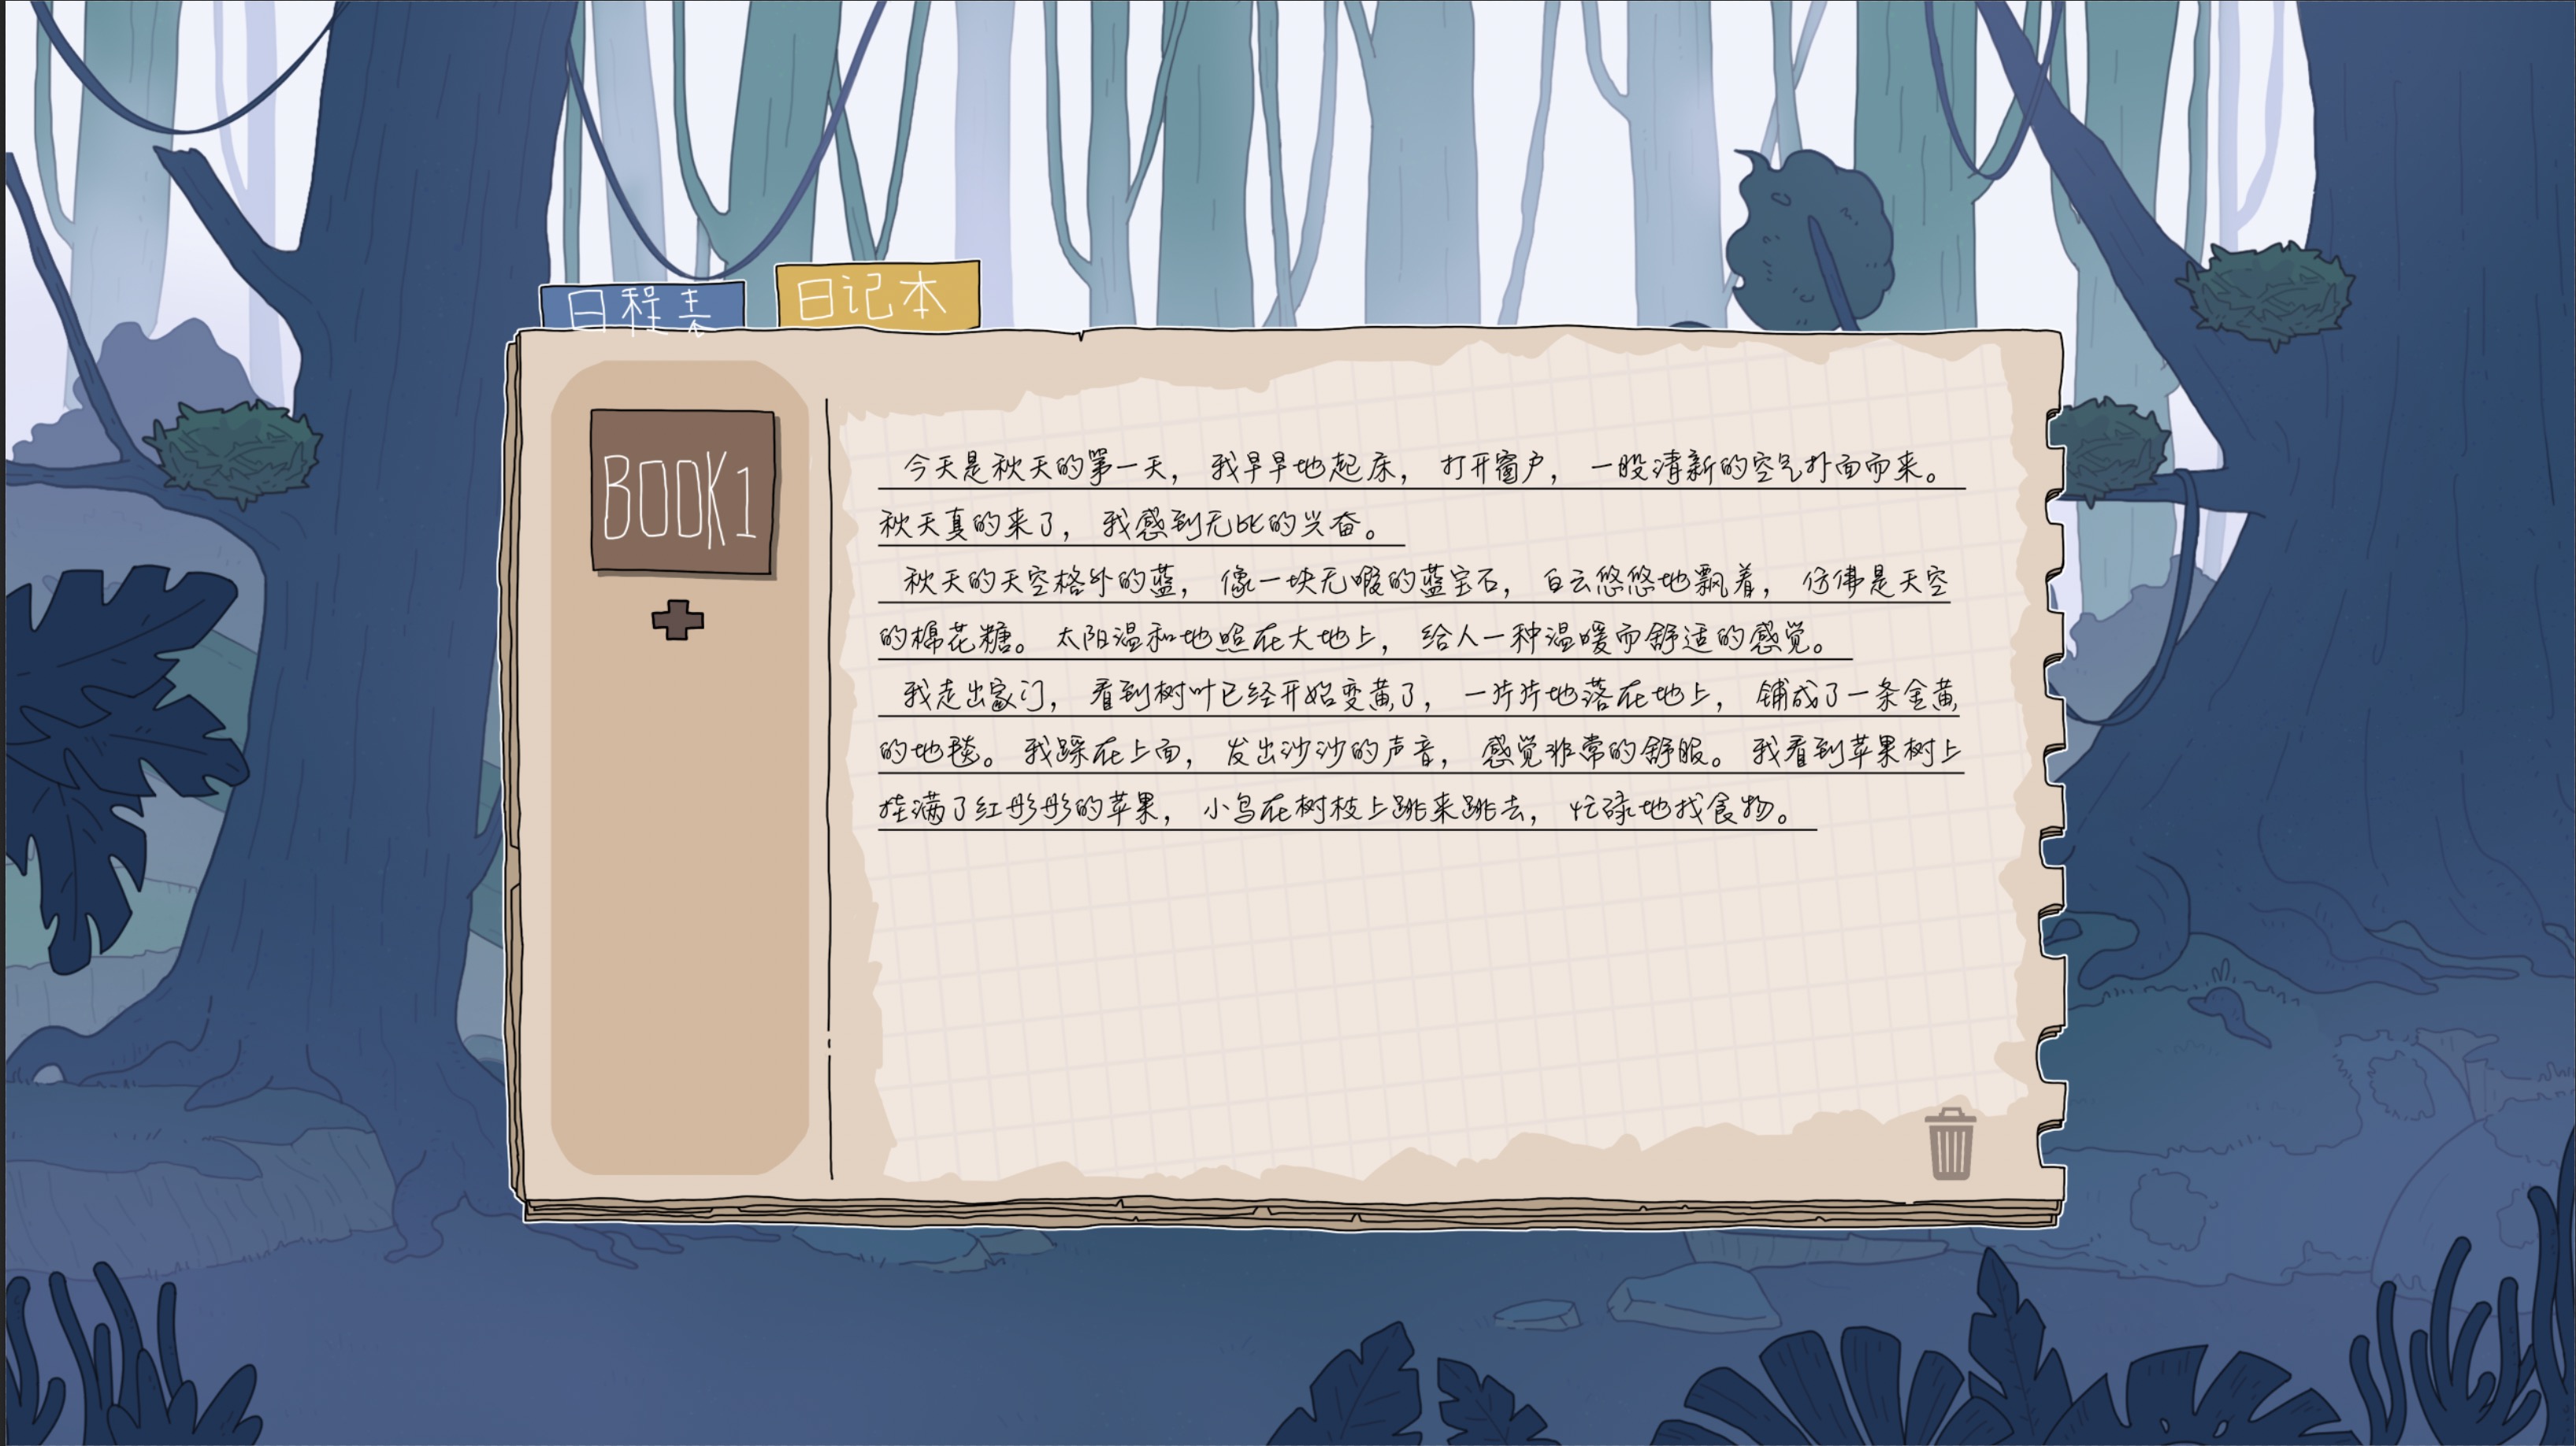 日程表
日记本
BOOK1
今天是秋天的第一天，我早早地起床，打开窗户，一股清新的空气扑面而来。
秋天真的来了，我感到无比的兴奋。
秋天的天空格外的蓝，像一块无暇的蓝宝石，白云悠悠地飘着，仿佛是天空
的棉花糖。太阳温和地照在大地上，给人一种温暖而舒适的感觉。
我走出家门，看到树叶已经开始变黄了，一片片地落在地上，铺成了一条金黄
的地毯。我踩在上面，发出沙沙的声音，感觉非常的舒服。我看到苹果树上
挂满了红彤彤的苹果，小鸟在树枝上跳来跳去，忙碌地找食物。